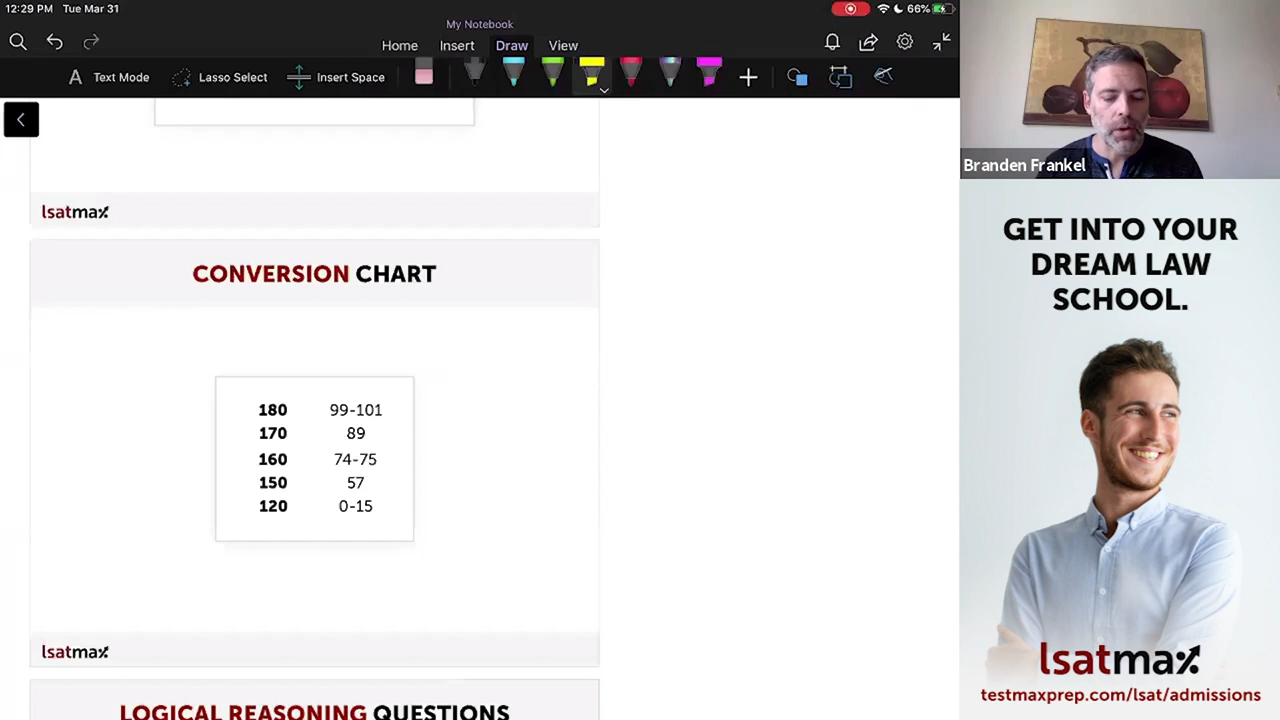 12:29 PM Tue Mar 31
66%
My Notebook
Home Insert Draw View
A Text Mode Lasso Select Insert Space
lsatmax
CONVERSION CHART
180 99-101
170 89
160 74-75
150 57
120 0-15
lsatmax
LOGICAL REASONING QUESTIONS
Branden Frankel
GET INTO YOUR
DREAM LAW
SCHOOL.
lsatmax
testmaxprep.com/lsat/admissions